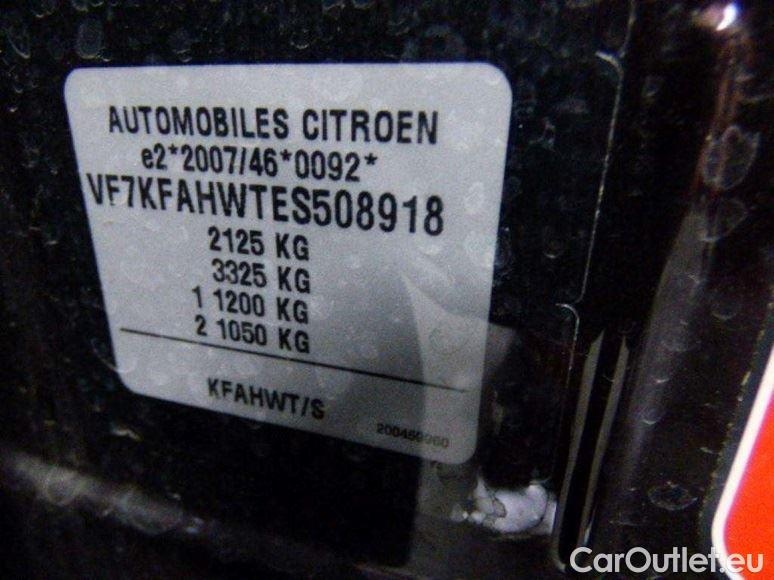 AUTOMOBILES CITROEN
e2*2007/46*0092*
VF7KFAHWTES508918
2125 KG
3325 KG
1 1200 KG
2 1050 KG
KFAHWT/S
200459960
CarOutlet.eu